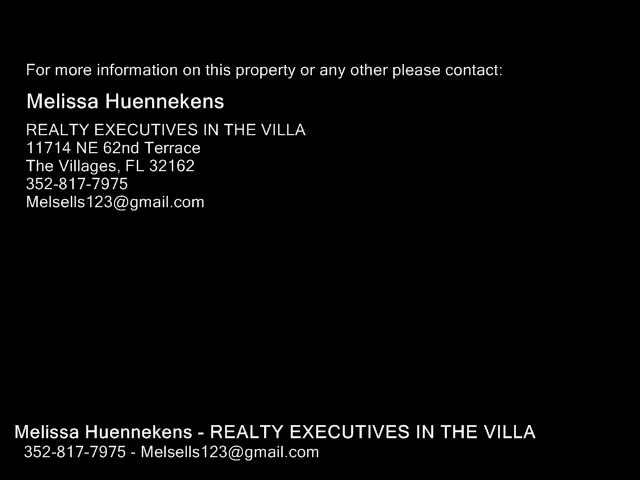 For more information on this property or any other please contact:
Melissa Huennekens
REALTY EXECUTIVES IN THE VILLA
11714 NE 62nd Terrace
The Villages, FL 32162
352-817-7975
Melsells123@gmail.com
Melissa Huennekens - REALTY EXECUTIVES IN THE VILLA
352-817-7975 - Melsells123@gmail.com